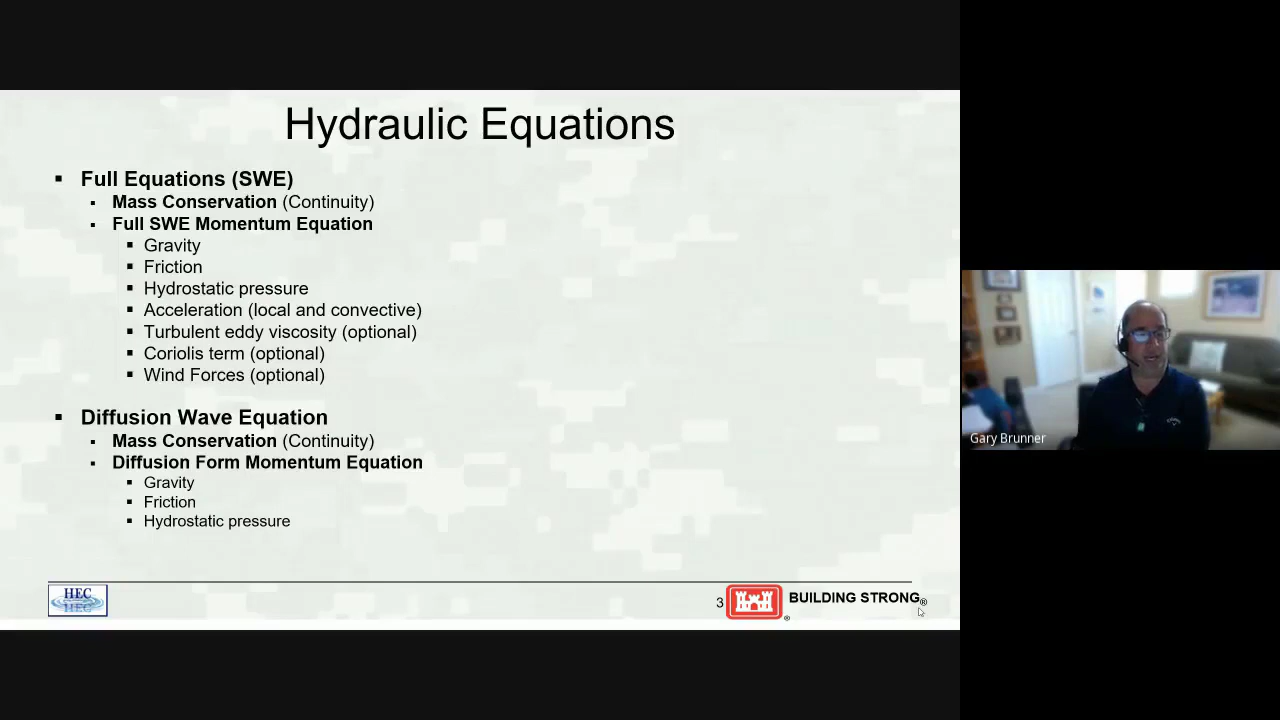 Hydraulic Equations
Full Equations (SWE)
Mass Conservation (Continuity)
Full SWE Momentum Equation
Gravity
Friction
Hydrostatic pressure
Acceleration (local and convective)
Turbulent eddy viscosity (optional)
Coriolis term (optional)
Wind Forces (optional)
Diffusion Wave Equation
Mass Conservation (Continuity)
Diffusion Form Momentum Equation
Gravity
Friction
Hydrostatic pressure
HEC
HEC
3
®
BUILDING STRONG®
Gary Brunner